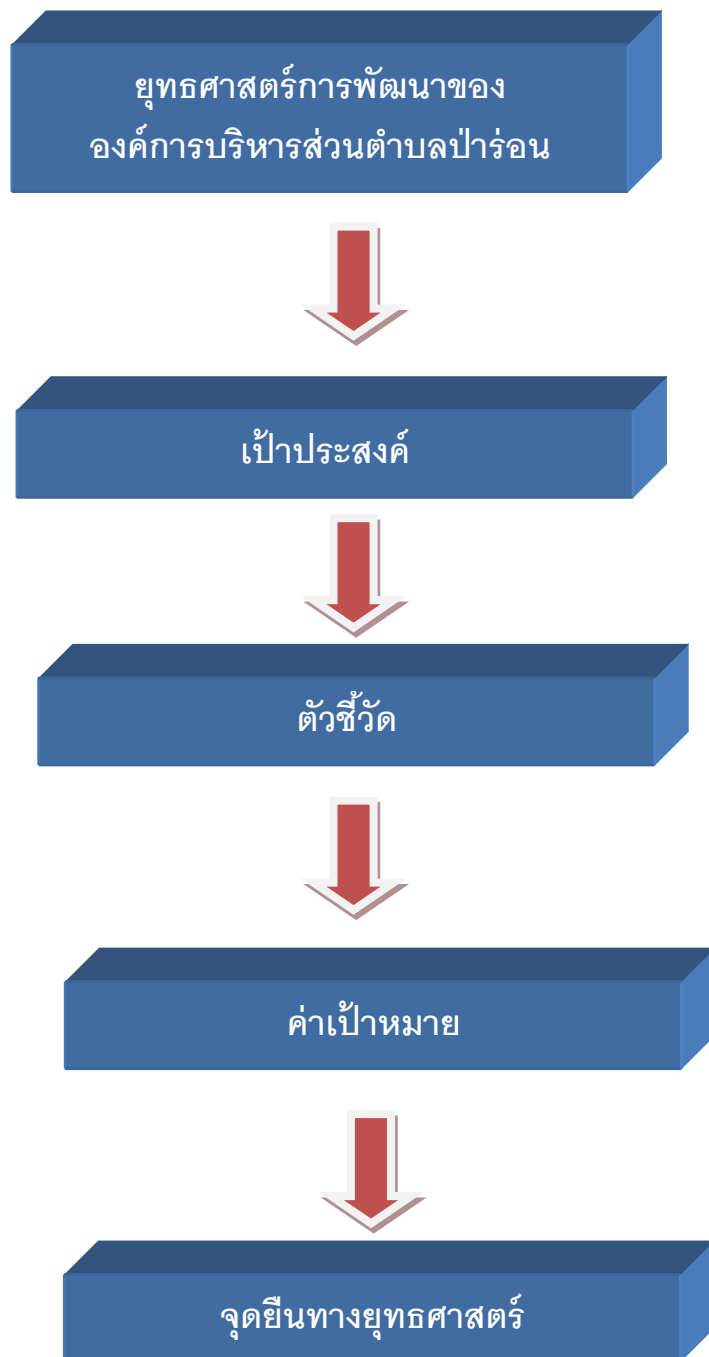 ยุทธศาสตร์การพัฒนาของ
องค์การบริหารส่วนตำบลป่าร่อน
เป้าประสงค์
ตัวชี้วัด
ค่าเป้าหมาย
จุดยืนทางยุทธศาสตร์